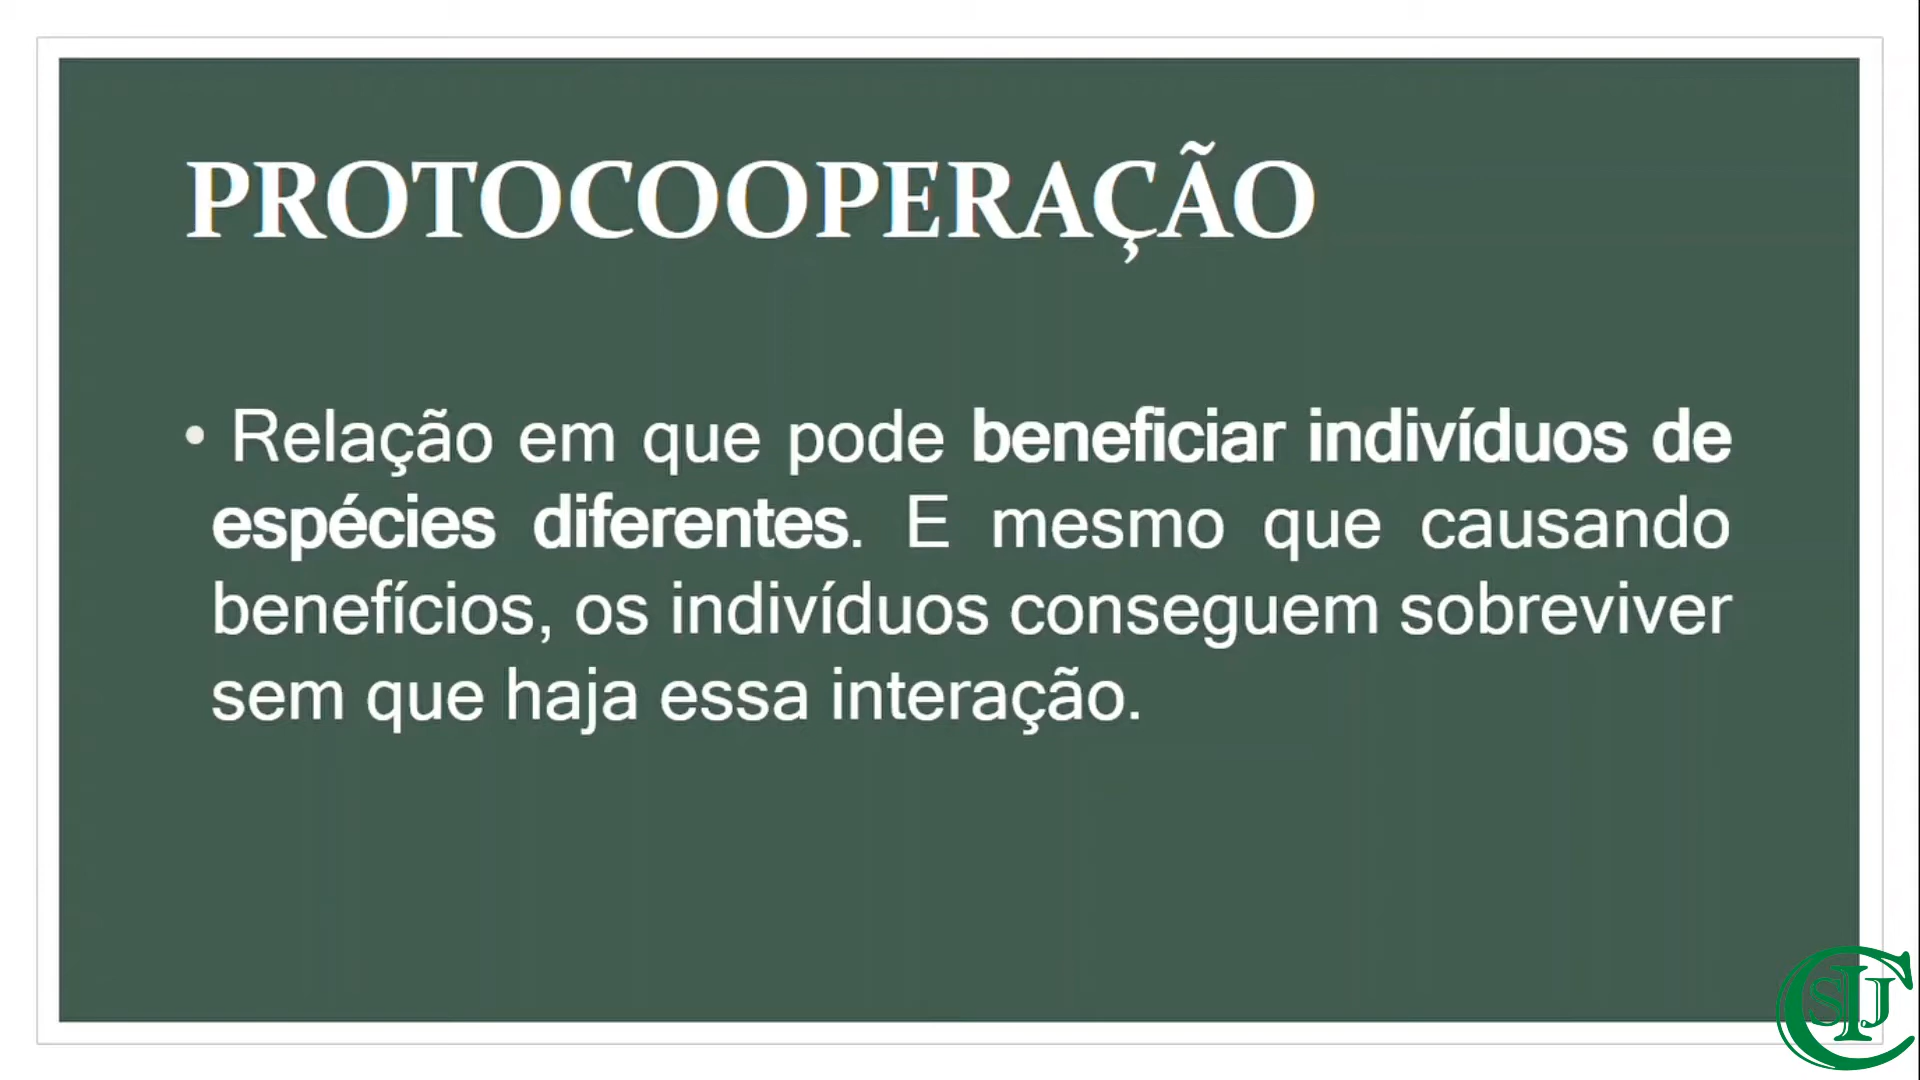 PROTOCOOPERAÇÃO
• Relação em que pode beneficiar indivíduos de
espécies diferentes. E mesmo que causando
benefícios, os indivíduos conseguem sobreviver
sem que haja essa interação.
CSIJ